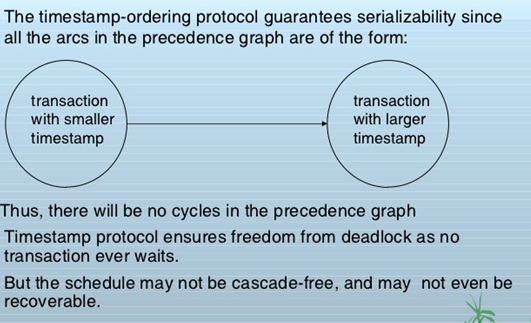 The timestamp-ordering protocol guarantees serializability since
all the arcs in the precedence graph are of the form:
transaction
with smaller
timestamp
transaction
with larger
timestamp
Thus, there will be no cycles in the precedence graph
Timestamp protocol ensures freedom from deadlock as no
transaction ever waits.
But the schedule may not be cascade-free, and may  not even be
recoverable.